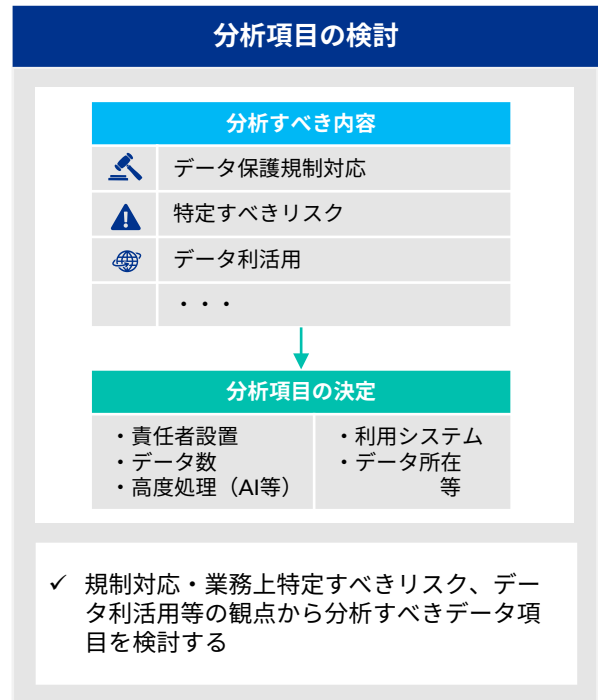 分析項目の検討
分析すべき内容
データ保護規制対応
特定すべきリスク
データ利活用
・・・
分析項目の決定
・責任者設置
・データ数
・高度処理（AI等）
・利用システム
・データ所在
等
✓ 規制対応・業務上特定すべきリスク、デー
タ利活用等の観点から分析すべきデータ項
目を検討する